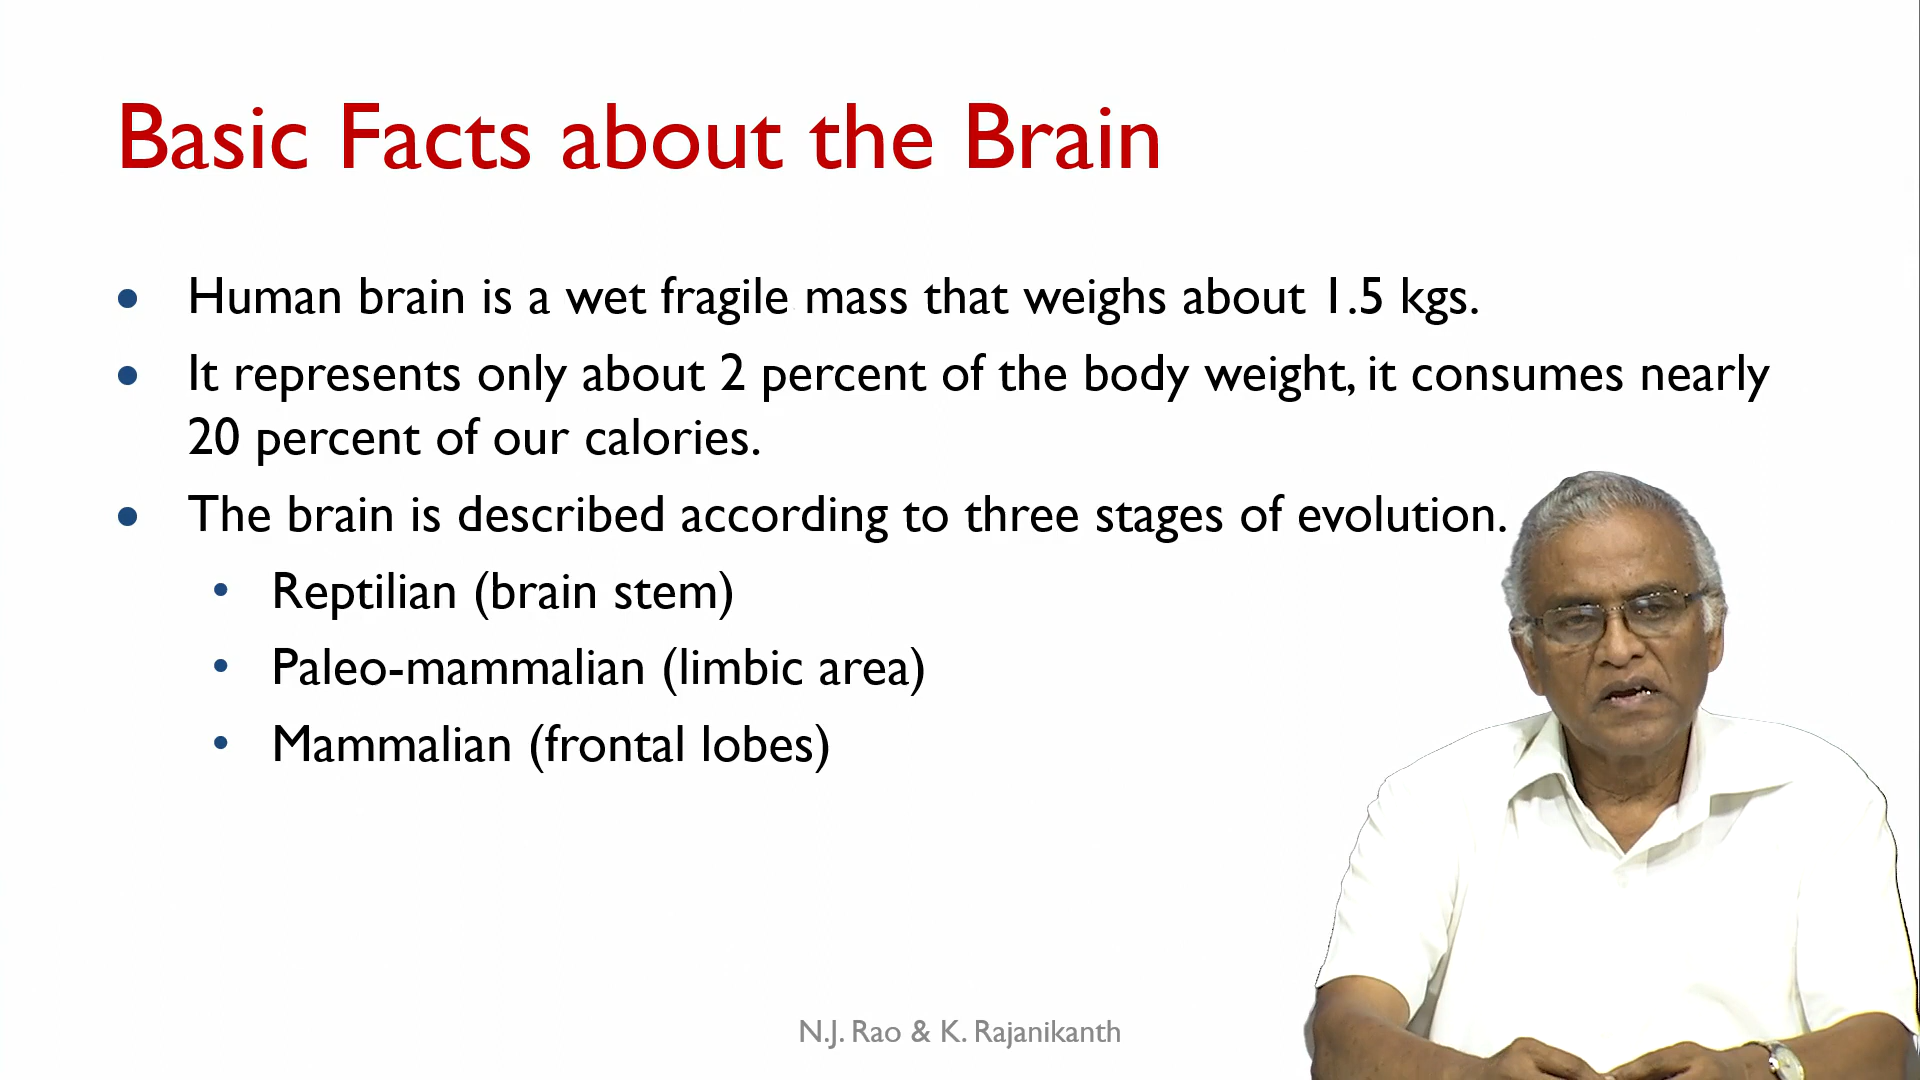 Basic Facts about the Brain
• Human brain is a wet fragile mass that weighs about 1.5 kgs.
• It represents only about 2 percent of the body weight, it consumes nearly
20 percent of our calories.
• The brain is described according to three stages of evolution.
• Reptilian (brain stem)
• Paleo-mammalian (limbic area)
• Mammalian (frontal lobes)
N.J. Rao & K. Rajanikanth